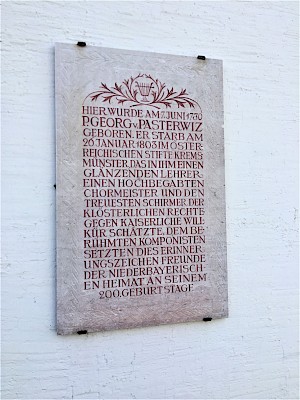 HIER WURDE AM 7. JUNI 1730
P. GEORG v. PASTERWIZ
GEBOREN. ER STARB AM
26 JANUAR 1803 IM ÖSTER-
REICHISCHEN STIFTE KREMS-
MÜNSTER, DAS IN IHM EINEN
GLÄNZENDEN LEHRER,
EINEN HOCHBEGABTEN
CHORMEISTER UND DEN
TREUESTEN SCHIRMER DER
KLÖSTERLICHEN RECHTE
GEGEN KAISERLICHE WILL-
KÜR SCHÄTZTE. DEM BE-
RÜHMTEN KOMPONISTEN
SETZTEN DIES ERINNER-
UNGSZEICHEN FREUNDE
DER NIEDERBAYERISCH-
EN HEIMAT AN SEINEM
200. GEBURTSTAGE